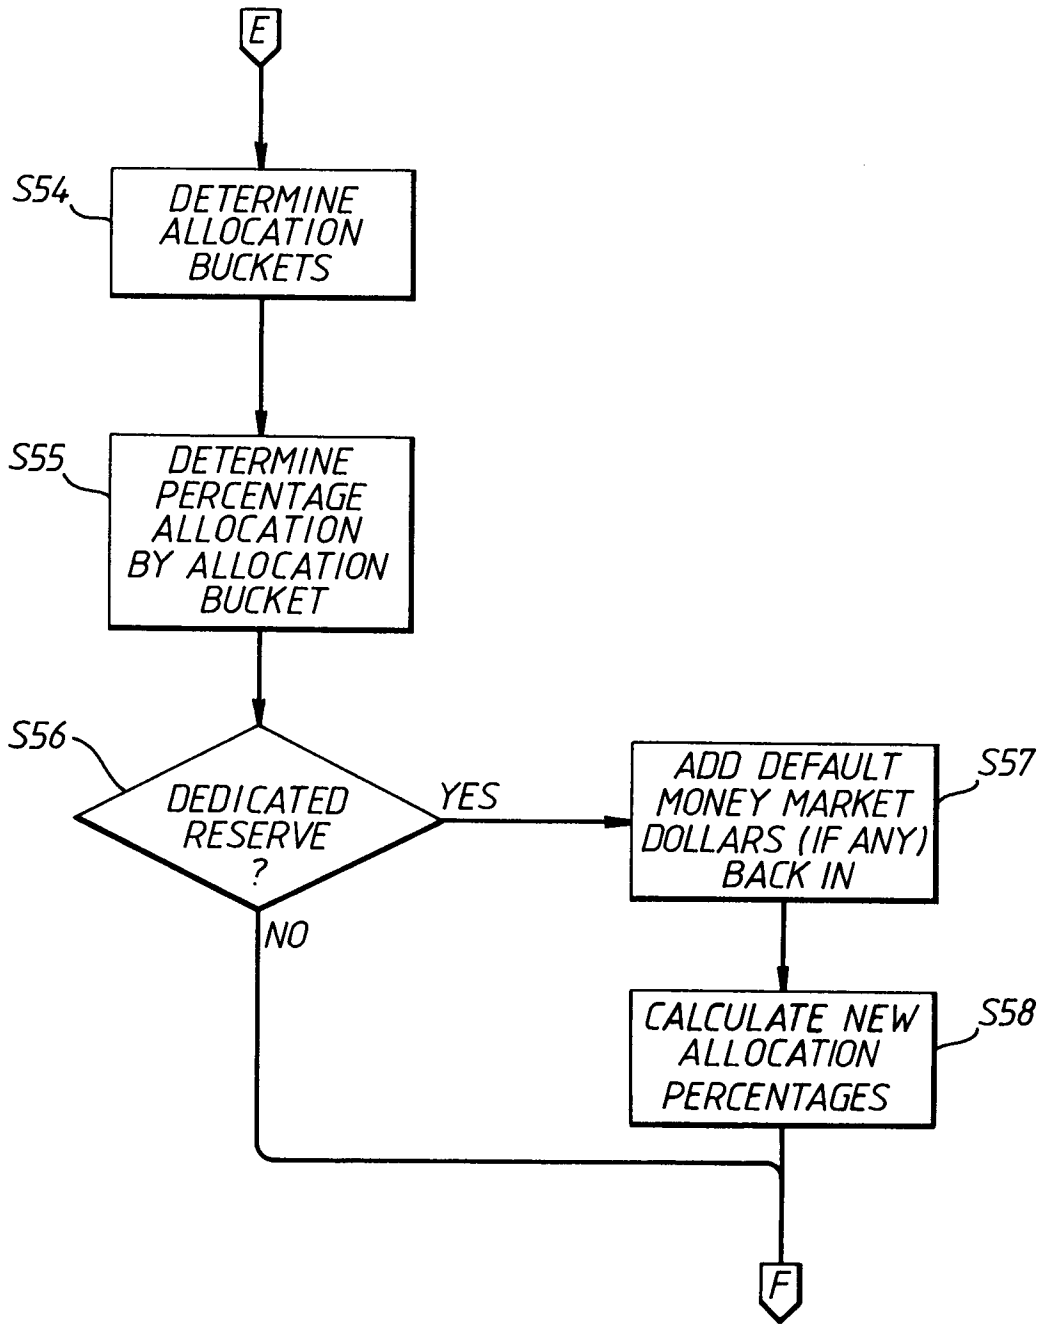 E
S54
DETERMINE
ALLOCATION
BUCKETS
S55
DETERMINE
PERCENTAGE
ALLOCATION
BY ALLOCATION
BUCKET
S56
DEDICATED
RESERVE
?
YES
NO
ADD DEFAULT
MONEY MARKET
DOLLARS (IF ANY)
BACK IN
S57
CALCULATE NEW
ALLOCATION
PERCENTAGES
S58
F